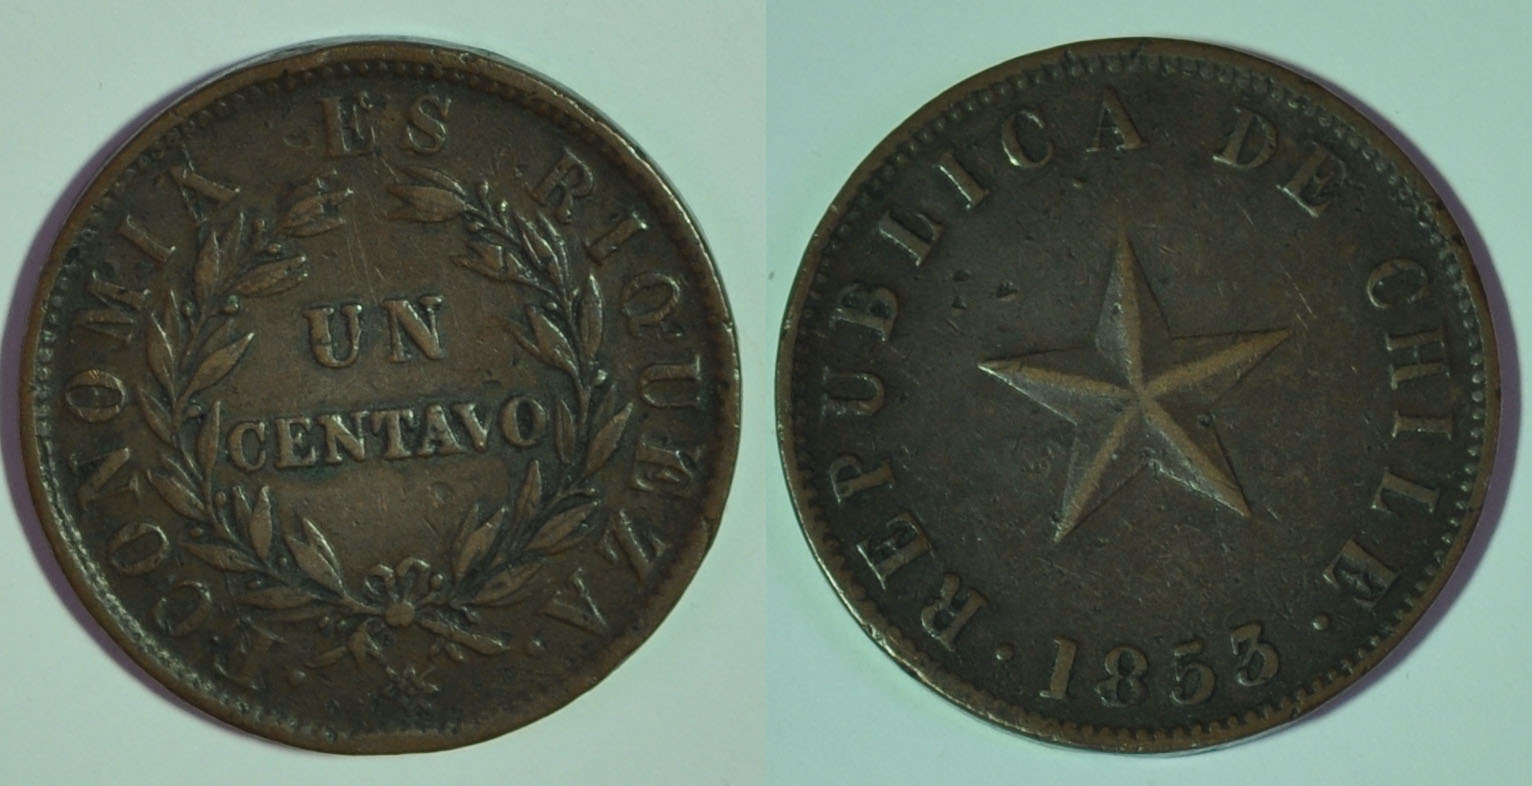 ECONOMIA ES RIQUEZA.
UN
CENTAVO
REPUBLICA DE CHILE
· 1853 ·